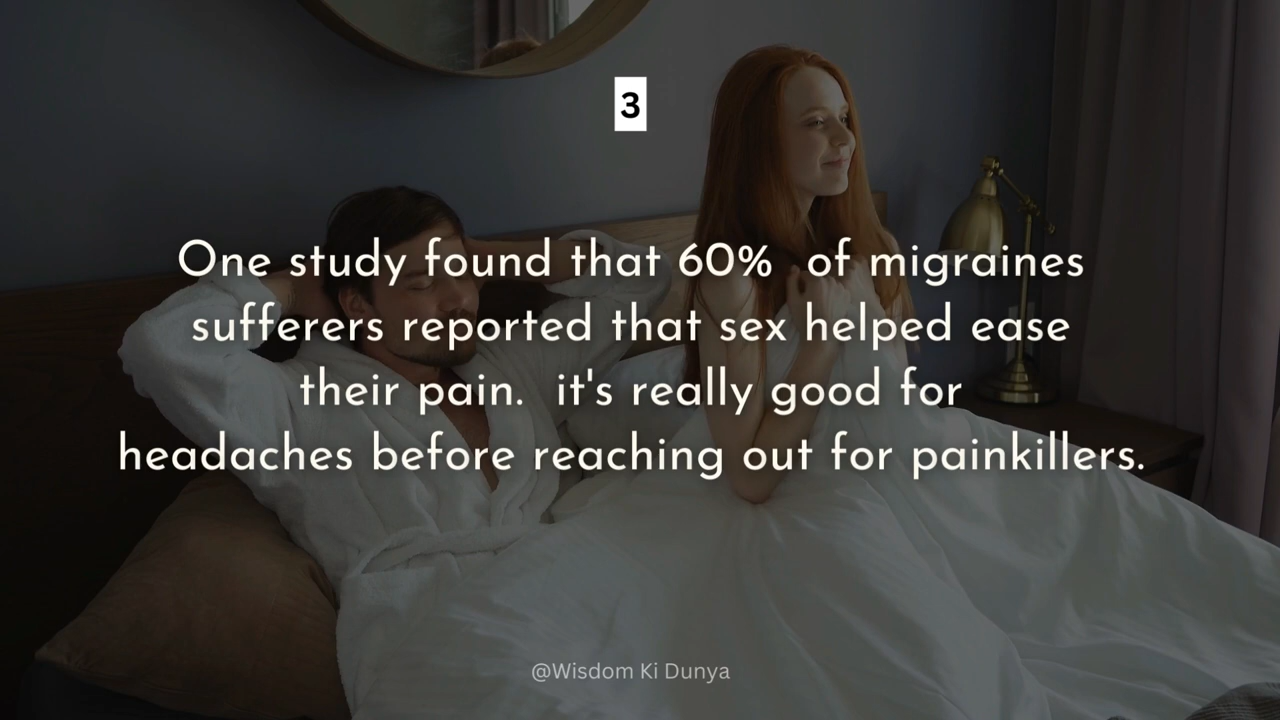 3
One study found that 60% of migraines
sufferers reported that sex helped ease
their pain. it's really good for
headaches before reaching out for painkillers.
@Wisdom Ki Dunya